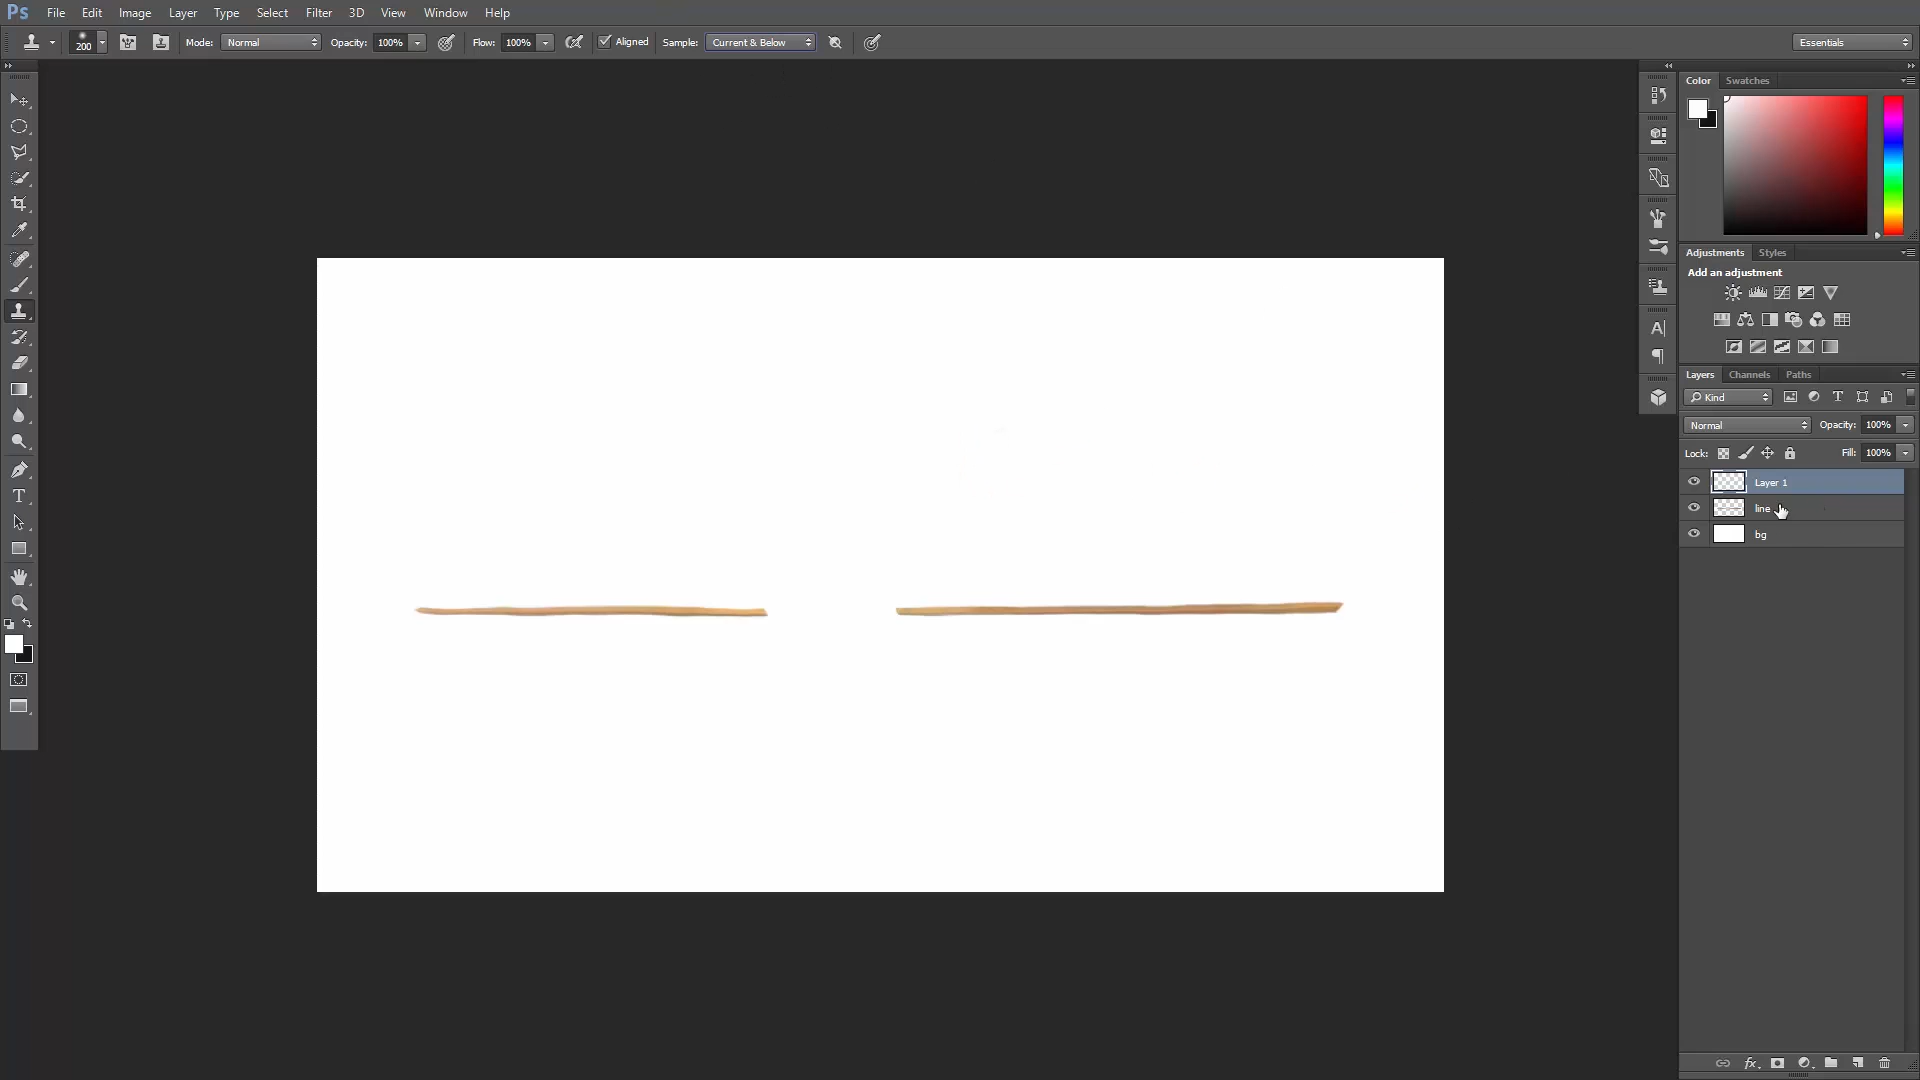 Ps File Edit Image Layer Type Select Filter 3D View Window Help
200 Mode: Normal Opacity: 100% Flow: 100% Aligned Sample: Current & Below Essentials
Color Swatches
Adjustments Styles
Add an adjustment
Layers Channels Paths
Kind
Normal Opacity: 100%
Lock: Fill: 100%
Layer 1
line
bg